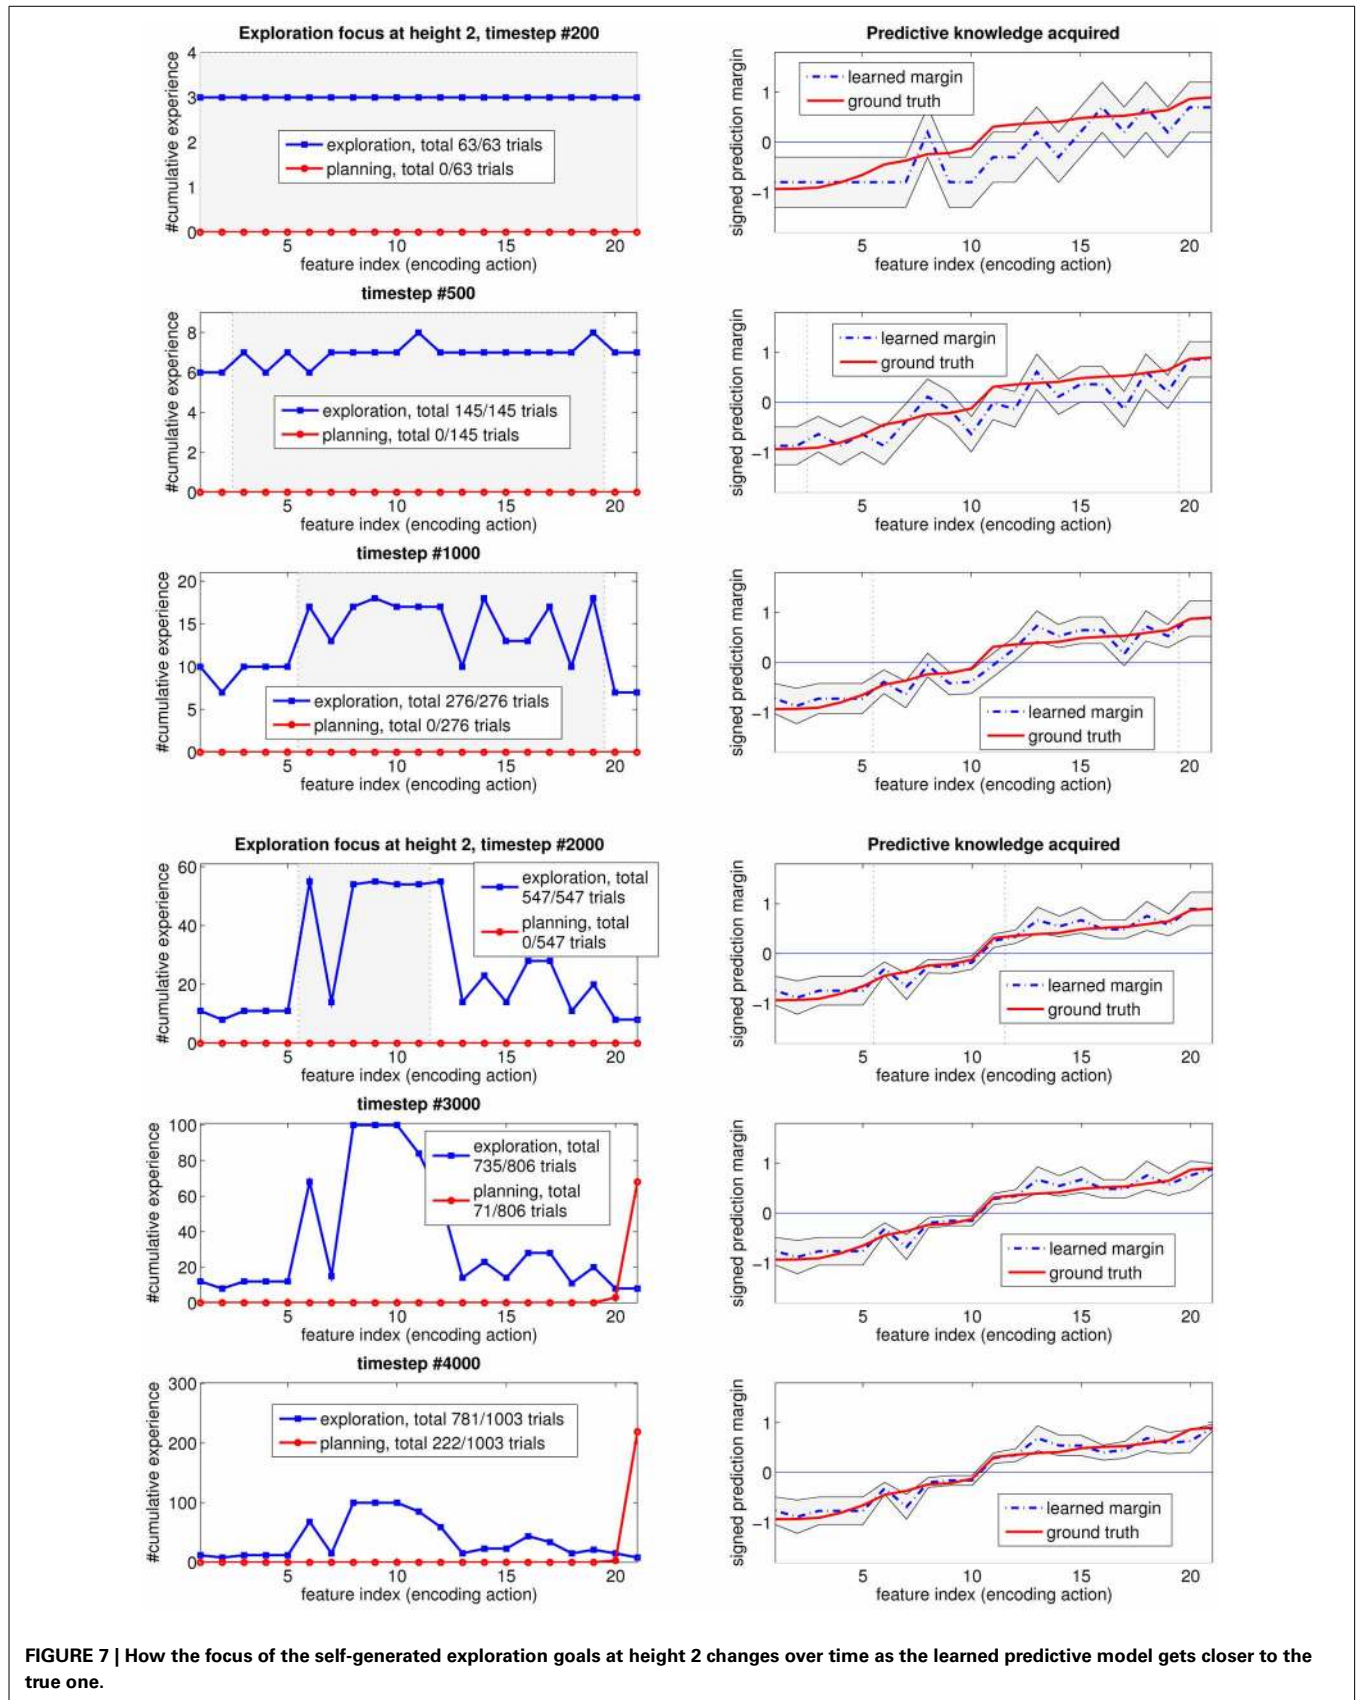 Exploration focus at height 2, timestep #200
#cumulative experience
4
3
2
1
0
exploration, total 63/63 trials
planning, total 0/63 trials
5 10 15 20
feature index (encoding action)
Predictive knowledge acquired
signed prediction margin
1
0
−1
learned margin
ground truth
5 10 15 20
feature index (encoding action)
timestep #500
#cumulative experience
8
6
4
2
0
exploration, total 145/145 trials
planning, total 0/145 trials
5 10 15 20
feature index (encoding action)
signed prediction margin
1
0
−1
learned margin
ground truth
5 10 15 20
feature index (encoding action)
timestep #1000
#cumulative experience
20
15
10
5
0
exploration, total 276/276 trials
planning, total 0/276 trials
5 10 15 20
feature index (encoding action)
signed prediction margin
1
0
−1
learned margin
ground truth
5 10 15 20
feature index (encoding action)
Exploration focus at height 2, timestep #2000
#cumulative experience
60
40
20
0
exploration, total
547/547 trials
planning, total
0/547 trials
5 10 15 20
feature index (encoding action)
Predictive knowledge acquired
signed prediction margin
1
0
−1
learned margin
ground truth
5 10 15 20
feature index (encoding action)
timestep #3000
#cumulative experience
100
80
60
40
20
0
exploration, total
735/806 trials
planning, total
71/806 trials
5 10 15 20
feature index (encoding action)
signed prediction margin
1
0
−1
learned margin
ground truth
5 10 15 20
feature index (encoding action)
timestep #4000
#cumulative experience
300
200
100
0
exploration, total 781/1003 trials
planning, total 222/1003 trials
5 10 15 20
feature index (encoding action)
signed prediction margin
1
0
−1
learned margin
ground truth
5 10 15 20
feature index (encoding action)
FIGURE 7 | How the focus of the self-generated exploration goals at height 2 changes over time as the learned predictive model gets closer to the
true one.